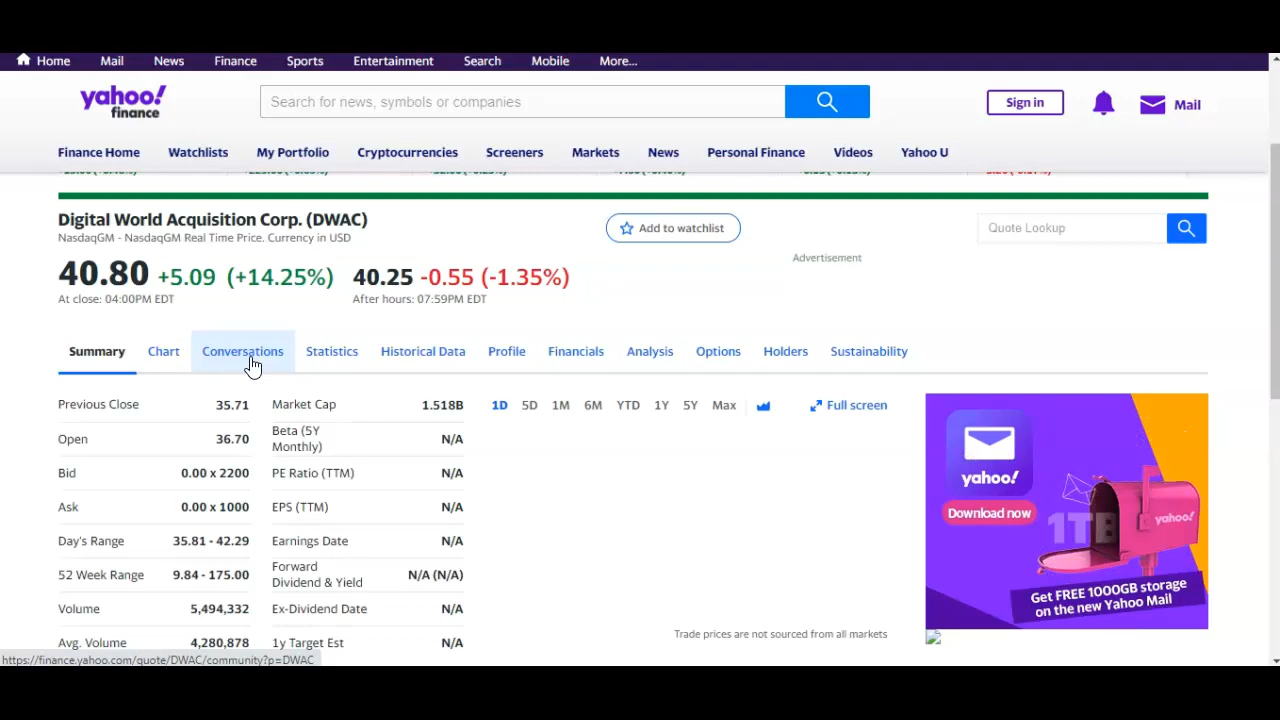 Home Mail News Finance Sports Entertainment Search Mobile More...
yahoo!
finance
Search for news, symbols or companies
Sign in
Mail
Finance Home Watchlists My Portfolio Cryptocurrencies Screeners Markets News Personal Finance Videos Yahoo U
Digital World Acquisition Corp. (DWAC)
NasdaqGM - NasdaqGM Real Time Price. Currency in USD
Add to watchlist
Quote Lookup
Advertisement
40.80 +5.09 (+14.25%) 40.25 -0.55 (-1.35%)
At close: 04:00PM EDT After hours: 07:59PM EDT
Summary Chart Conversations Statistics Historical Data Profile Financials Analysis Options Holders Sustainability
Previous Close 35.71
Open 36.70
Bid 0.00 x 2200
Ask 0.00 x 1000
Day's Range 35.81 - 42.29
52 Week Range 9.84 - 175.00
Volume 5,494,332
Avg. Volume 4,280,878
Market Cap 1.518B
Beta (5Y
Monthly) N/A
PE Ratio (TTM) N/A
EPS (TTM) N/A
Earnings Date N/A
Forward
Dividend & Yield N/A (N/A)
Ex-Dividend Date N/A
1y Target Est N/A
1D 5D 1M 6M YTD 1Y 5Y Max Full screen
Trade prices are not sourced from all markets
yahoo!
Download now
1TB
yahoo!
Get FREE 1000GB storage
on the new Yahoo Mail
https://finance.yahoo.com/quote/DWAC/community?p=DWAC